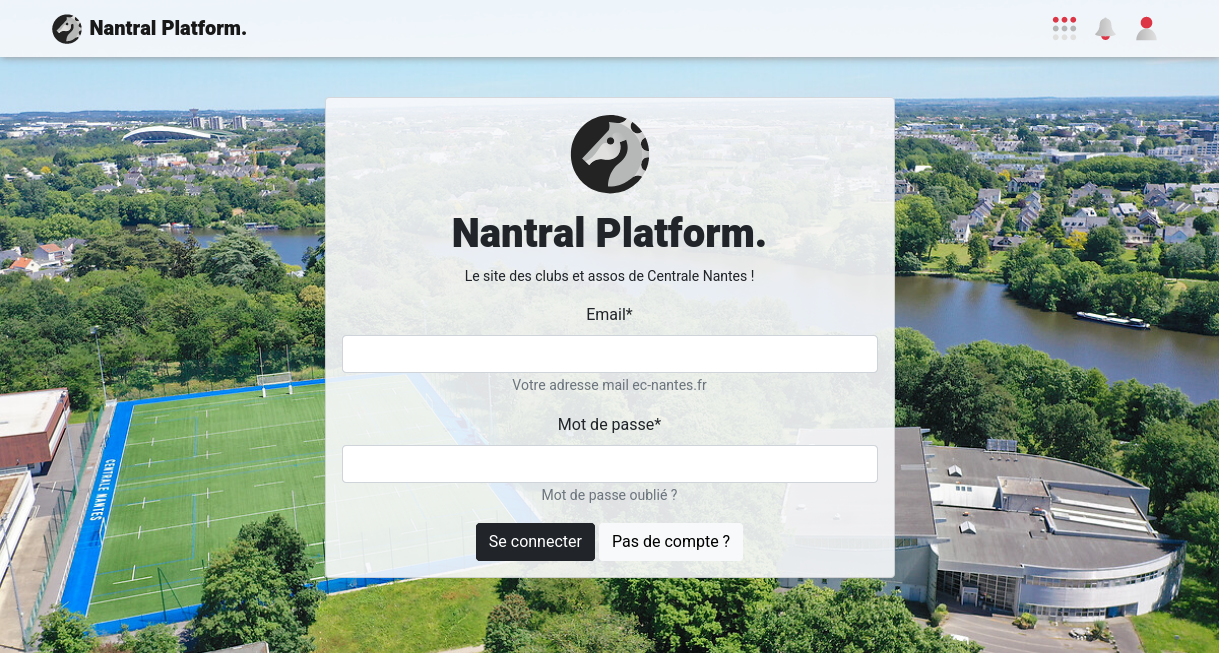 Nantral Platform.
Nantral Platform.
Le site des clubs et assos de Centrale Nantes !
Email*
Votre adresse mail ec-nantes.fr
Mot de passe*
Mot de passe oublié ?
Se connecter
Pas de compte ?
CENTRALE NANTES